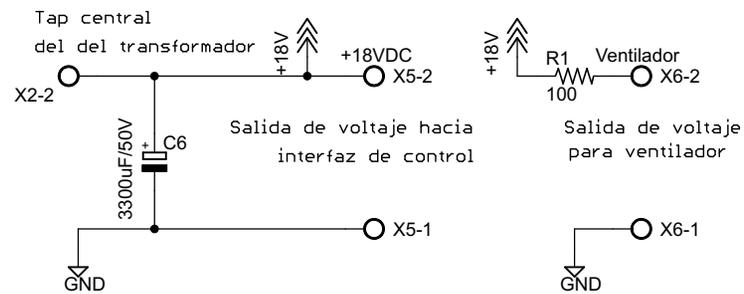 Tap central
del del transformador
X2-2
+18V
+18VDC
X5-2
3300uF/50V
+
C6
Salida de voltaje hacia
interfaz de control
X5-1
GND
+18V
R1
100
Ventilador
X6-2
Salida de voltaje
para ventilador
X6-1
GND